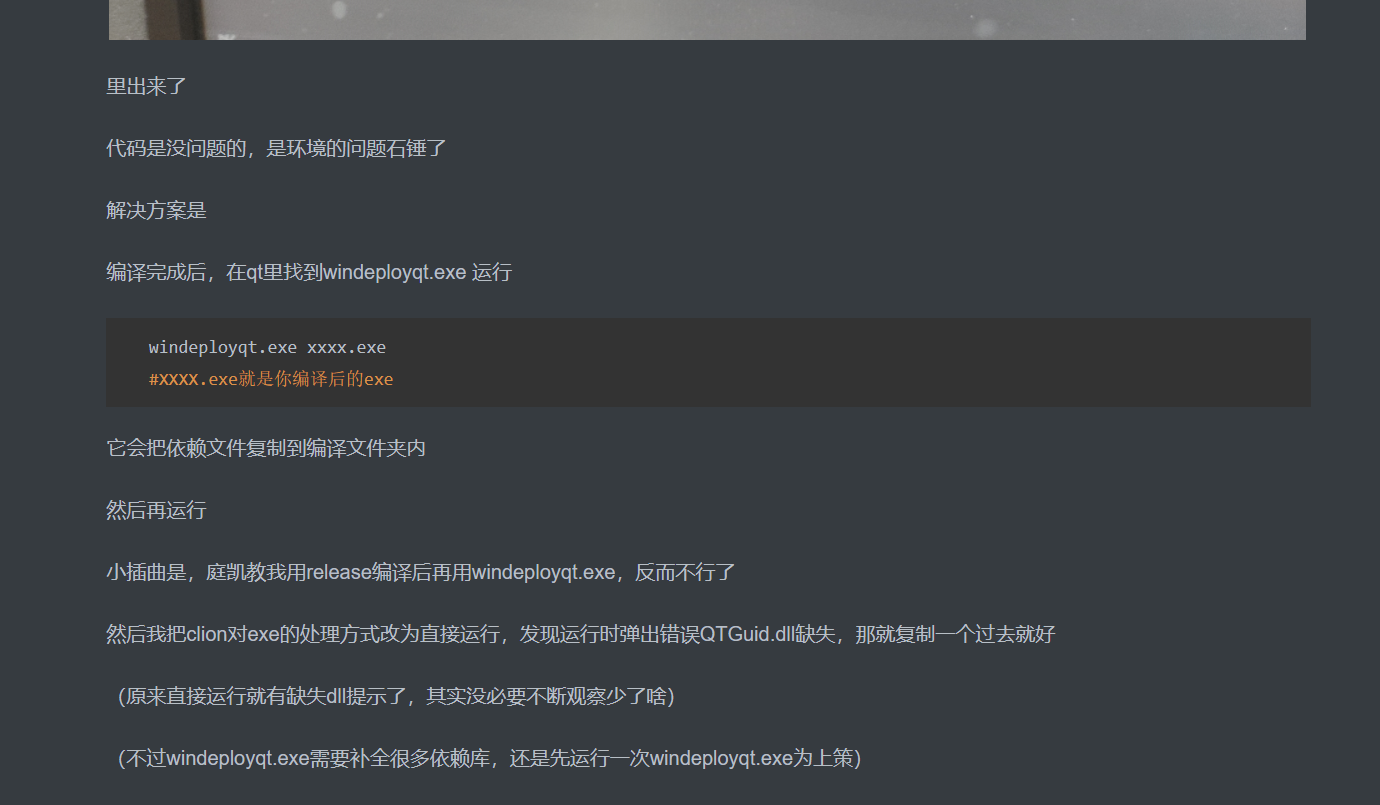 里出来了
代码是没问题的，是环境的问题石锤了
解决方案是
编译完成后，在qt里找到windeployqt.exe 运行
windeployqt.exe xxxx.exe
#XXXX.exe就是你编译后的exe
它会把依赖文件复制到编译文件夹内
然后再运行
小插曲是，庭凯教我用release编译后再用windeployqt.exe，反而不行了
然后我把clion对exe的处理方式改为直接运行，发现运行时弹出错误QTGuid.dll缺失，那就复制一个过去就好
（原来直接运行就有缺失dll提示了，其实没必要不断观察少了啥）
（不过windeployqt.exe需要补全很多依赖库，还是先运行一次windeployqt.exe为上策）